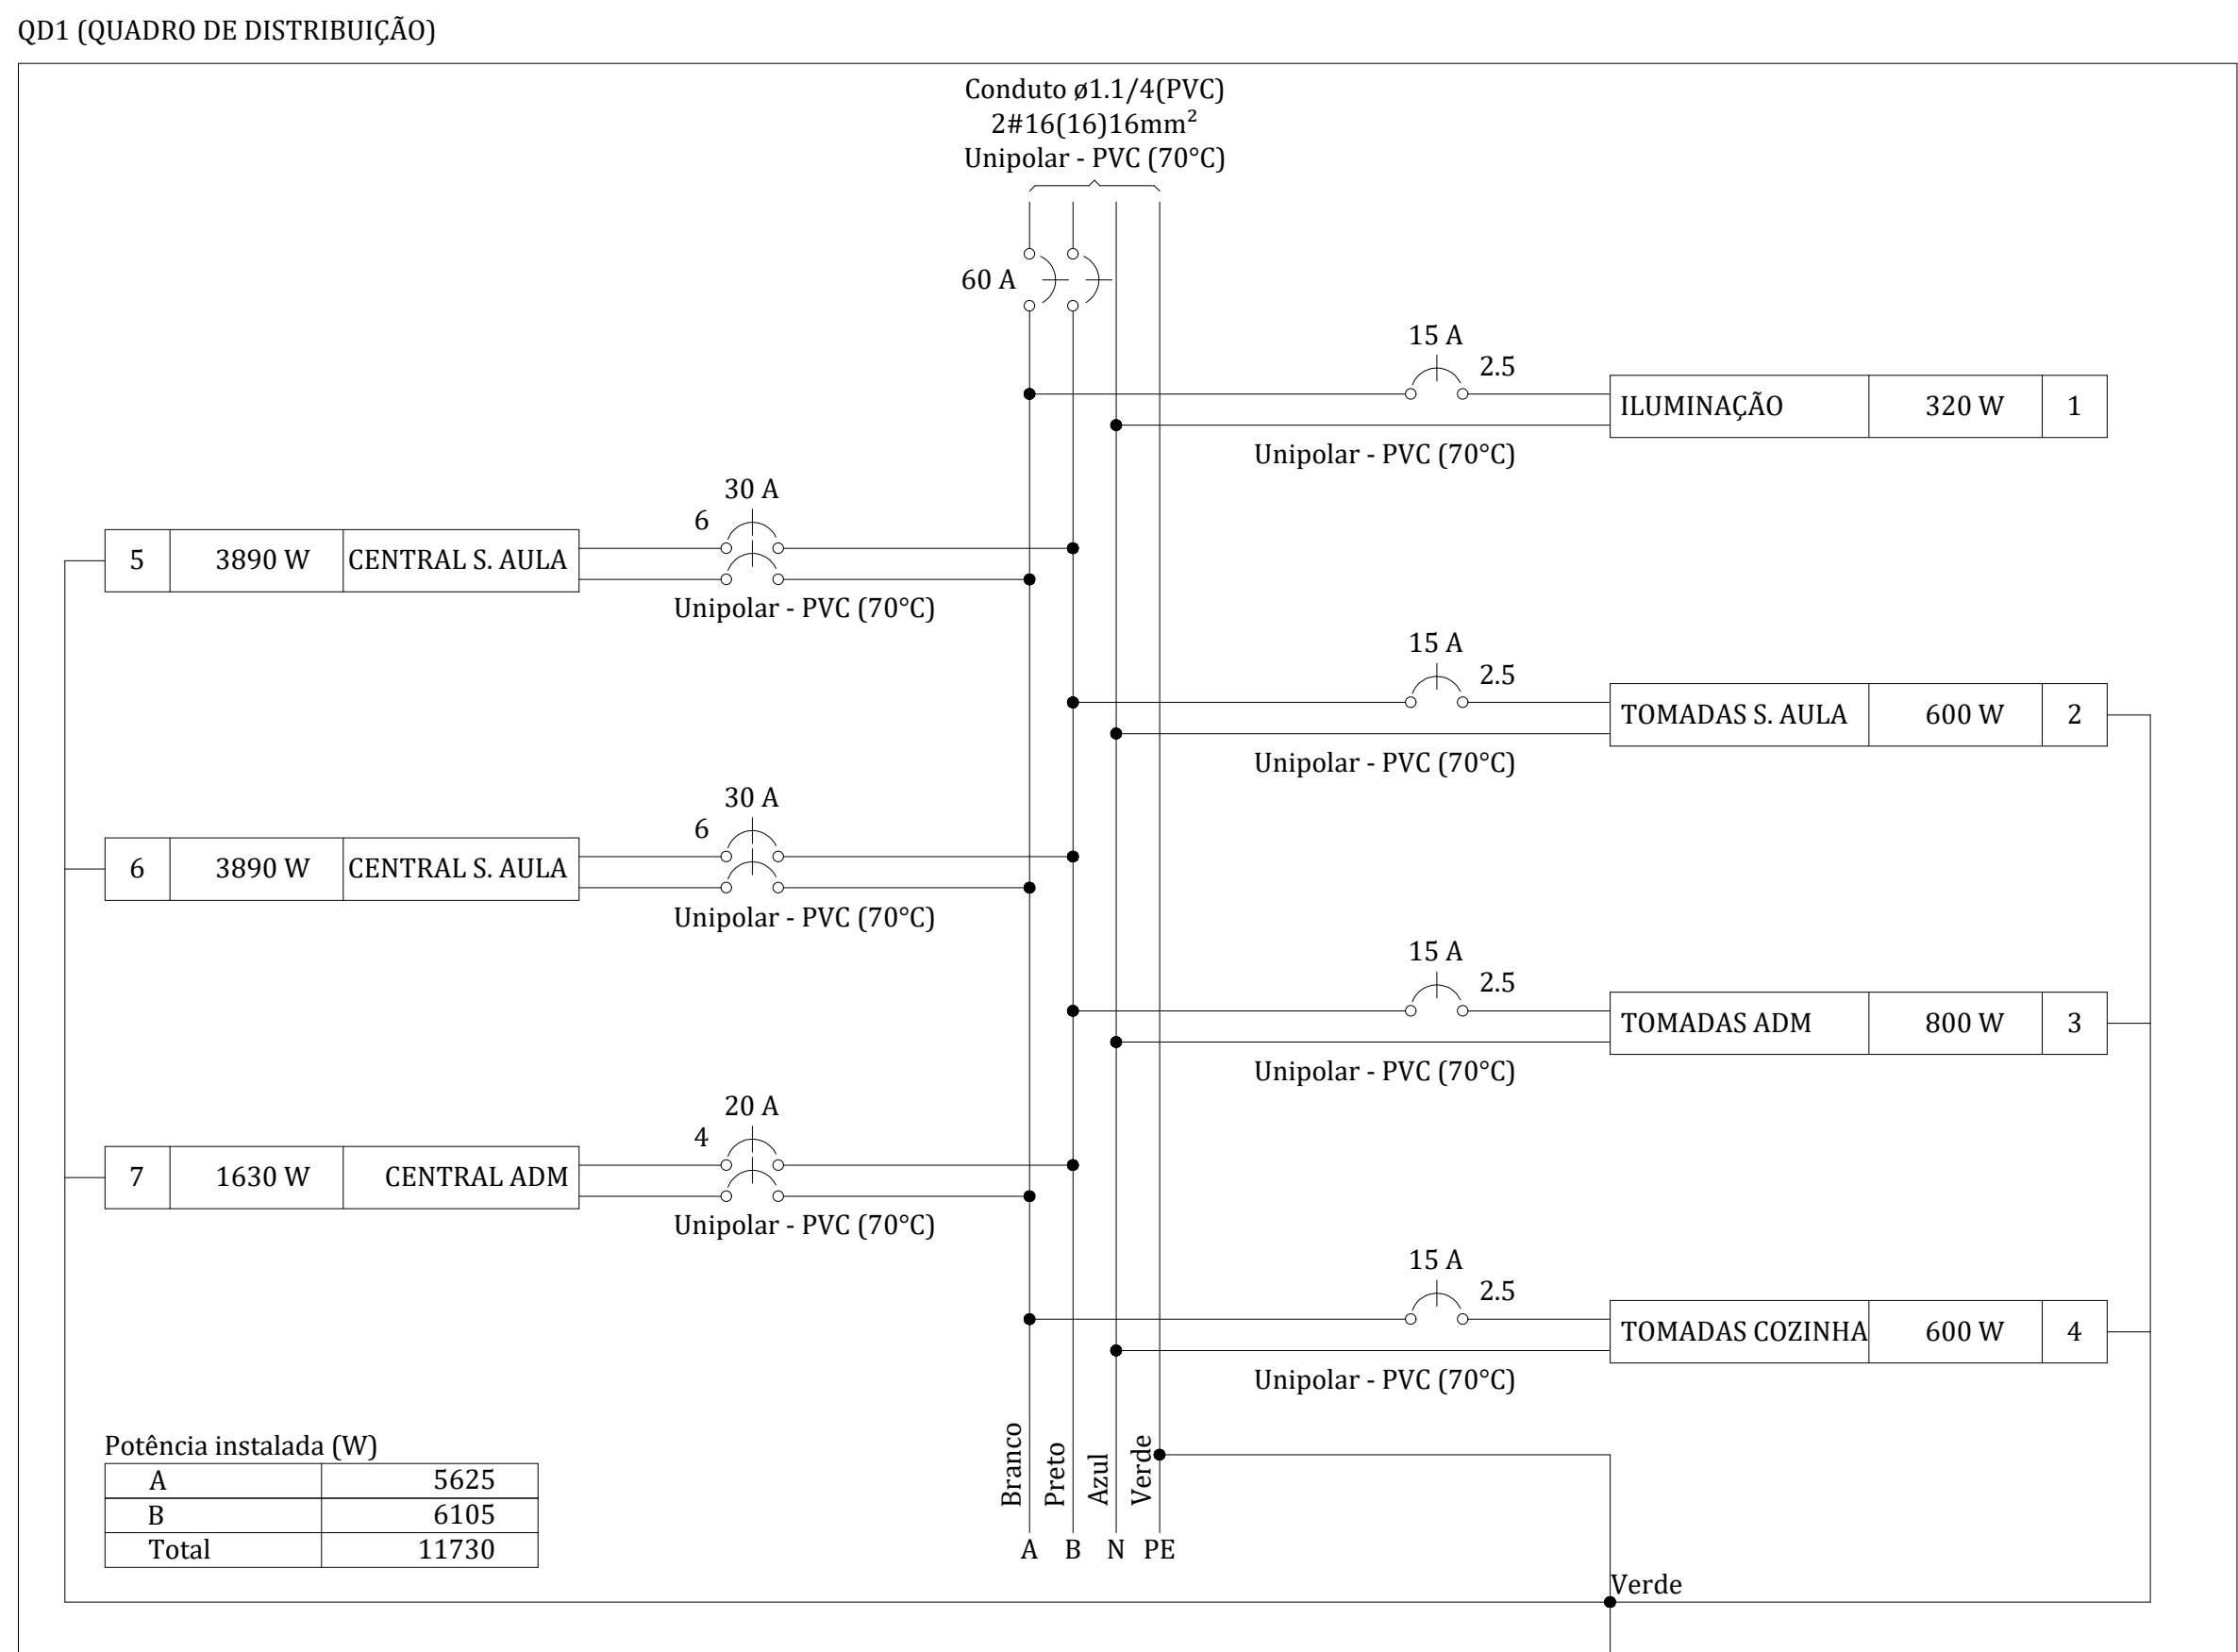 QD1 (QUADRO DE DISTRIBUIÇÃO)
Conduto ø1.1/4(PVC)
2#16(16)16mm²
Unipolar - PVC (70°C)
60 A
15 A
2.5
ILUMINAÇÃO 320 W 1
Unipolar - PVC (70°C)
30 A
6
5 3890 W CENTRAL S. AULA
Unipolar - PVC (70°C)
15 A
2.5
TOMADAS S. AULA 600 W 2
Unipolar - PVC (70°C)
30 A
6
6 3890 W CENTRAL S. AULA
Unipolar - PVC (70°C)
15 A
2.5
TOMADAS ADM 800 W 3
Unipolar - PVC (70°C)
20 A
4
7 1630 W CENTRAL ADM
Unipolar - PVC (70°C)
15 A
2.5
TOMADAS COZINHA 600 W 4
Unipolar - PVC (70°C)
Potência instalada (W)
A 5625
B 6105
Total 11730
Branco
Preto
Azul
Verde
A B N PE
Verde